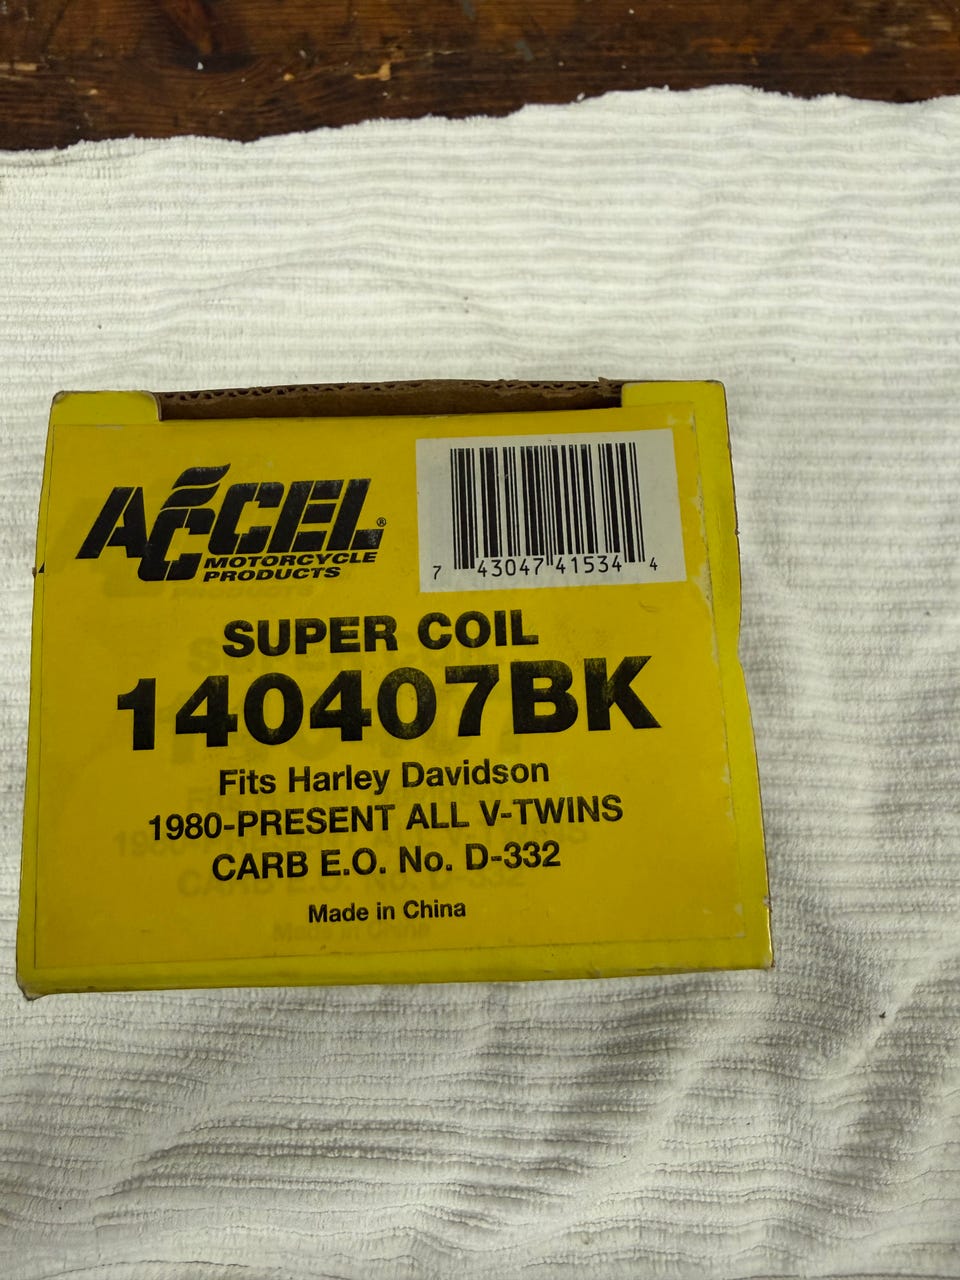 ACCEL®
MOTORCYCLE
PRODUCTS
7 43047 41534 4
SUPER COIL
140407BK
Fits Harley Davidson
1980-PRESENT ALL V-TWINS
CARB E.O. No. D-332
Made in China